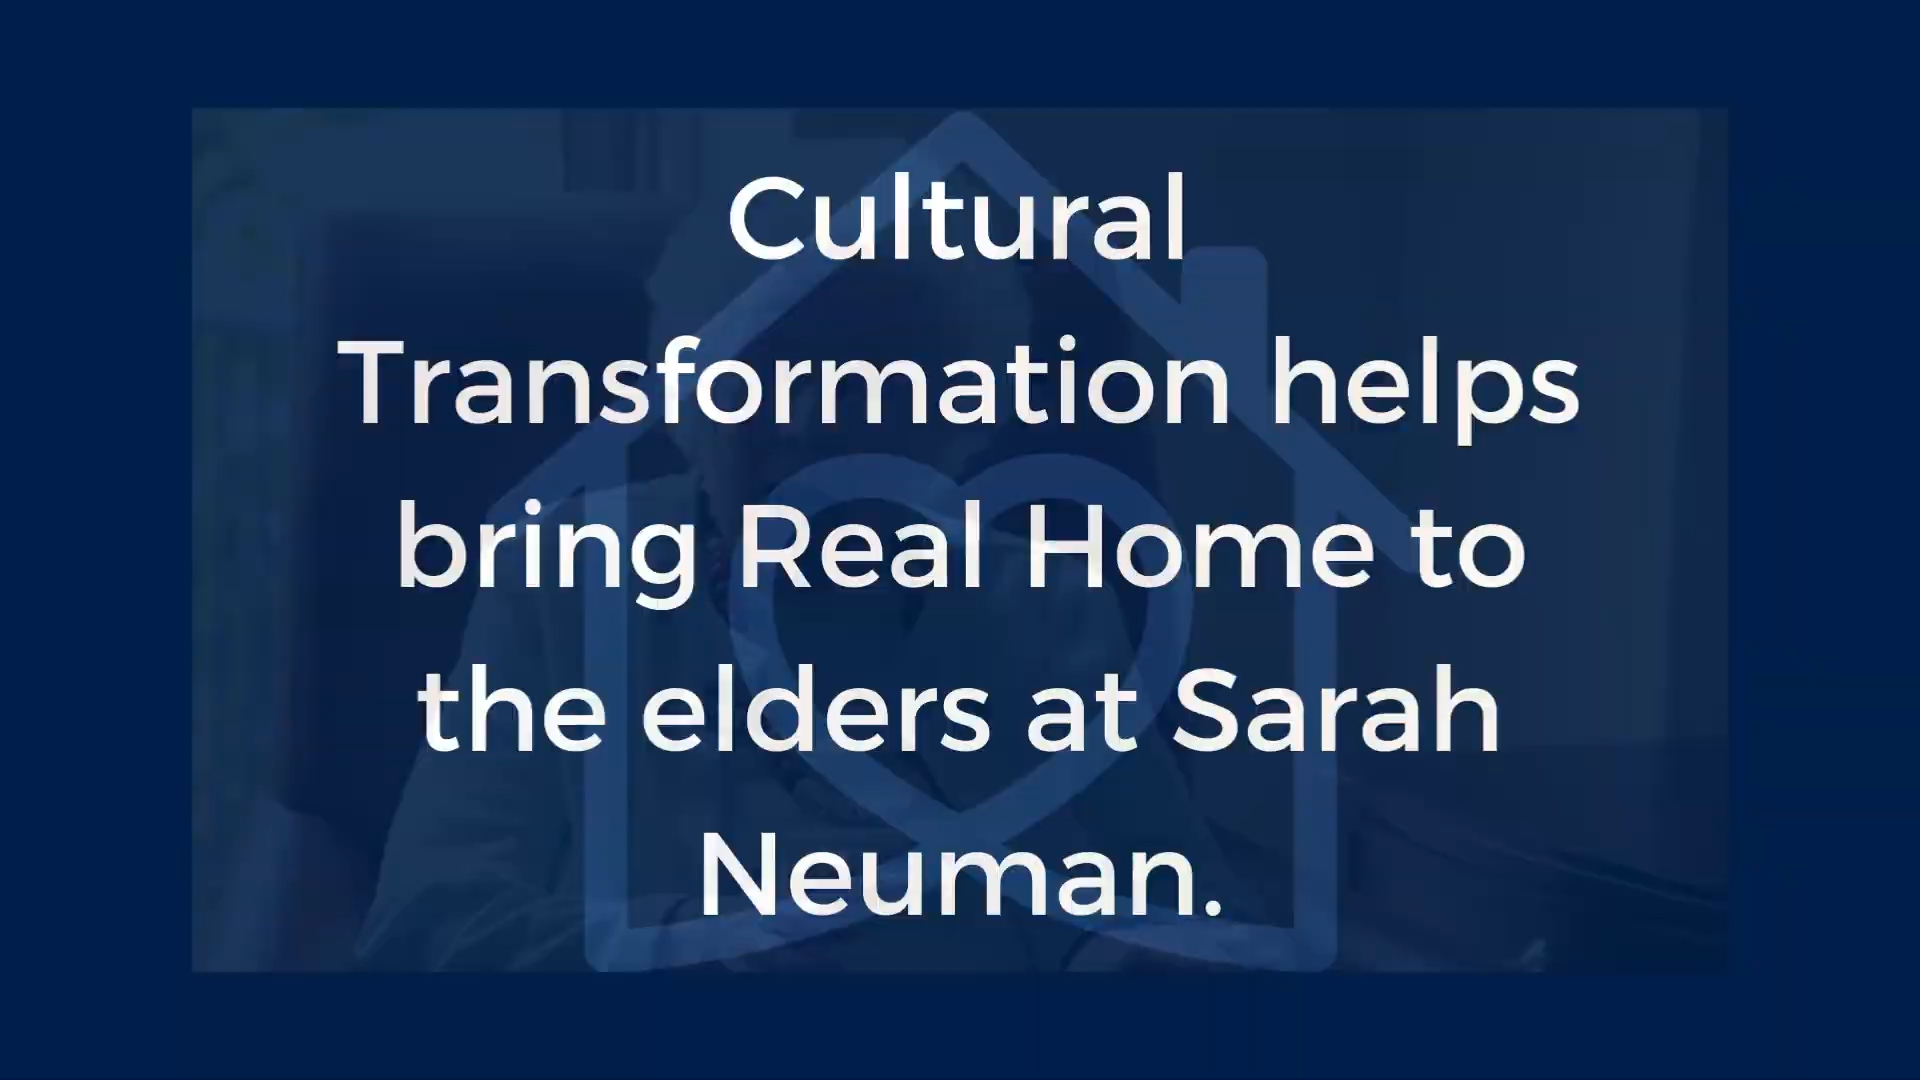 Cultural
Transformation helps
bring Real Home to
the elders at Sarah
Neuman.